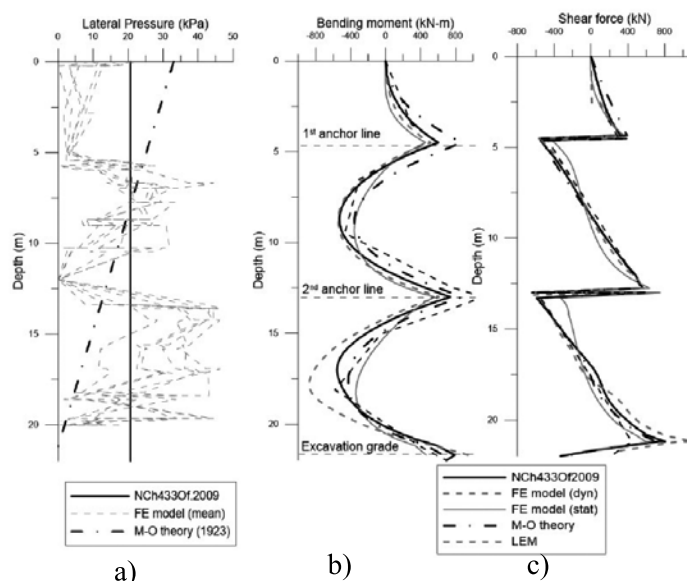 Lateral Pressure (kPa)
0 10 20 30 40 50
0
5
10
15
20
Depth (m)
NCh433Of.2009
FE model (mean)
M-O theory (1923)
a)
Bending moment (kN-m)
-800 -400 0 400 800
0
5
10
15
20
Depth (m)
1st anchor line
2nd anchor line
Excavation grade
b)
Shear force (kN)
-800 -400 0 400 800
0
5
10
15
20
Depth (m)
NCh433Of2009
FE model (dyn)
FE model (stat)
M-O theory
LEM
c)